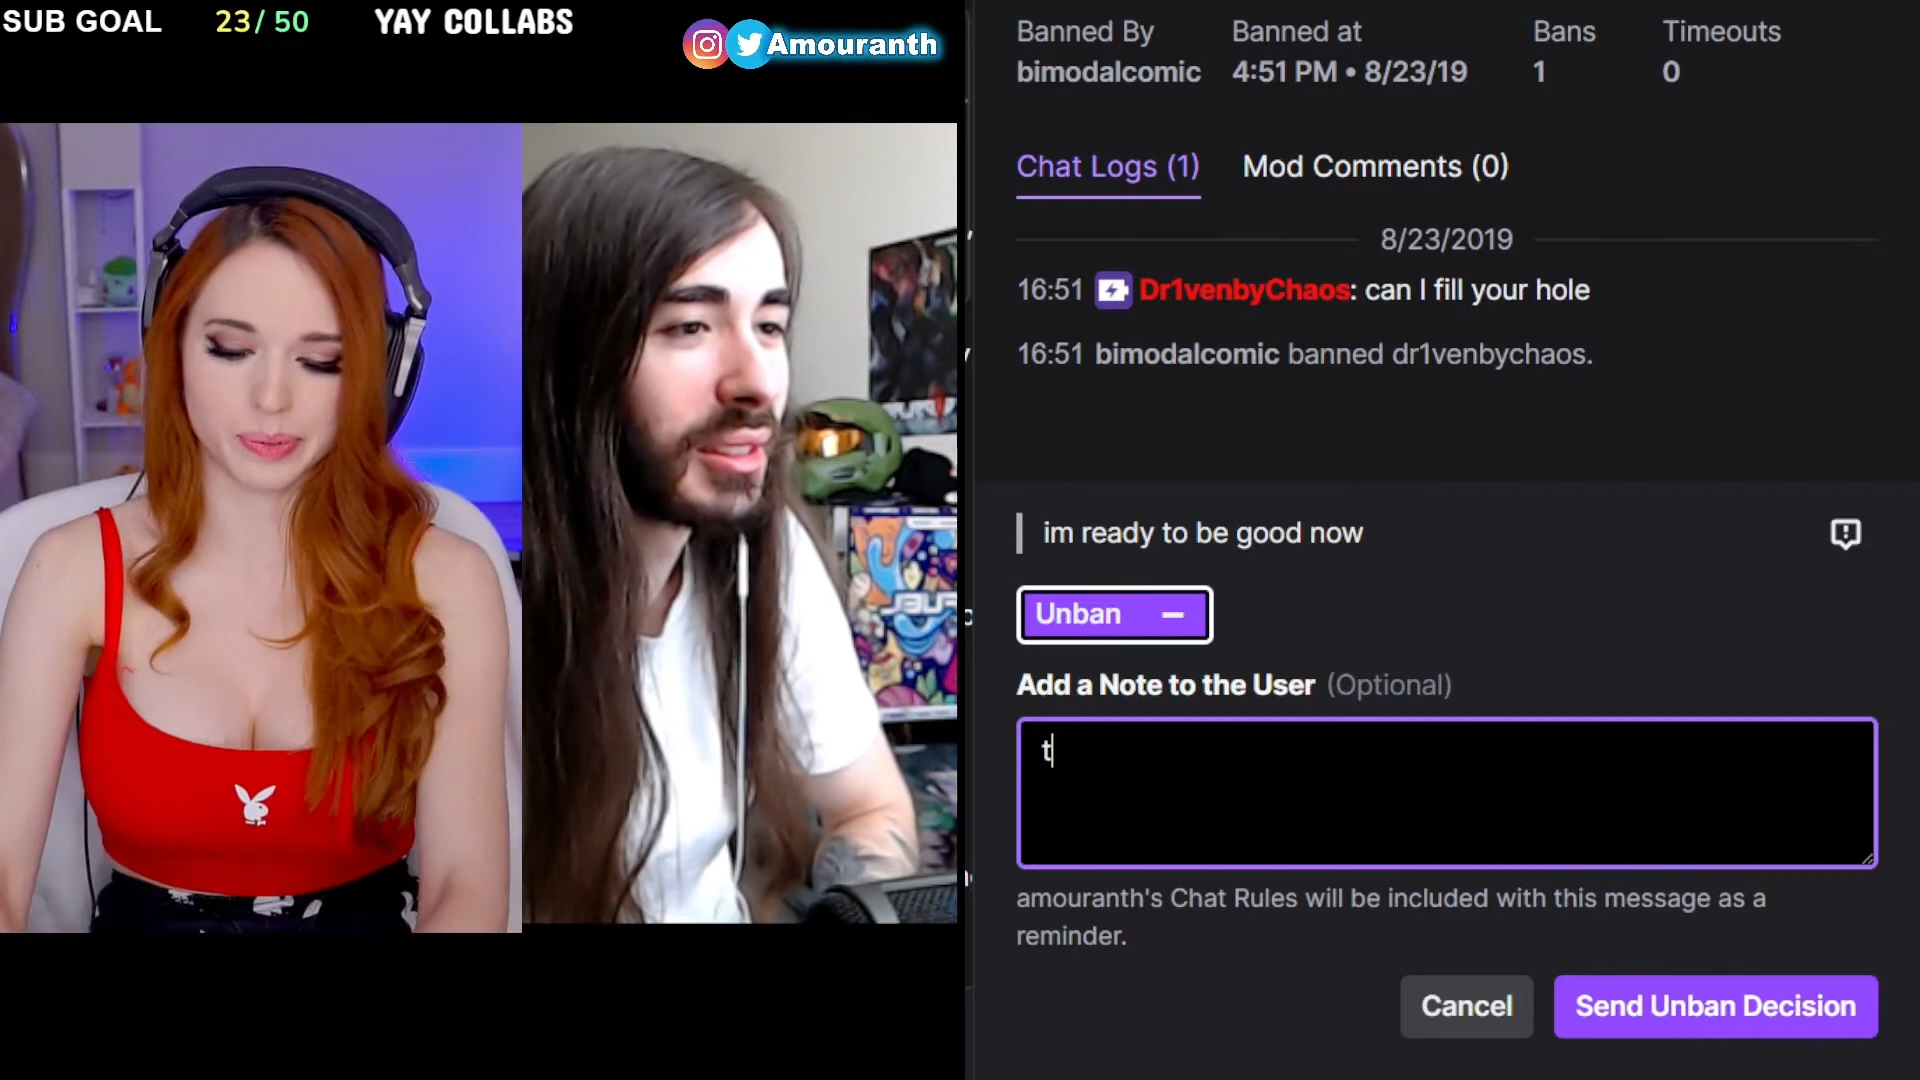 SUB GOAL 23/ 50 YAY COLLABS
Amouranth
Banned By Banned at Bans Timeouts
bimodalcomic 4:51 PM • 8/23/19 1 0
Chat Logs (1) Mod Comments (0)
8/23/2019
16:51 Dr1venbyChaos: can I fill your hole
16:51 bimodalcomic banned dr1venbychaos.
im ready to be good now
Unban
Add a Note to the User (Optional)
t
amouranth's Chat Rules will be included with this message as a
reminder.
Cancel Send Unban Decision